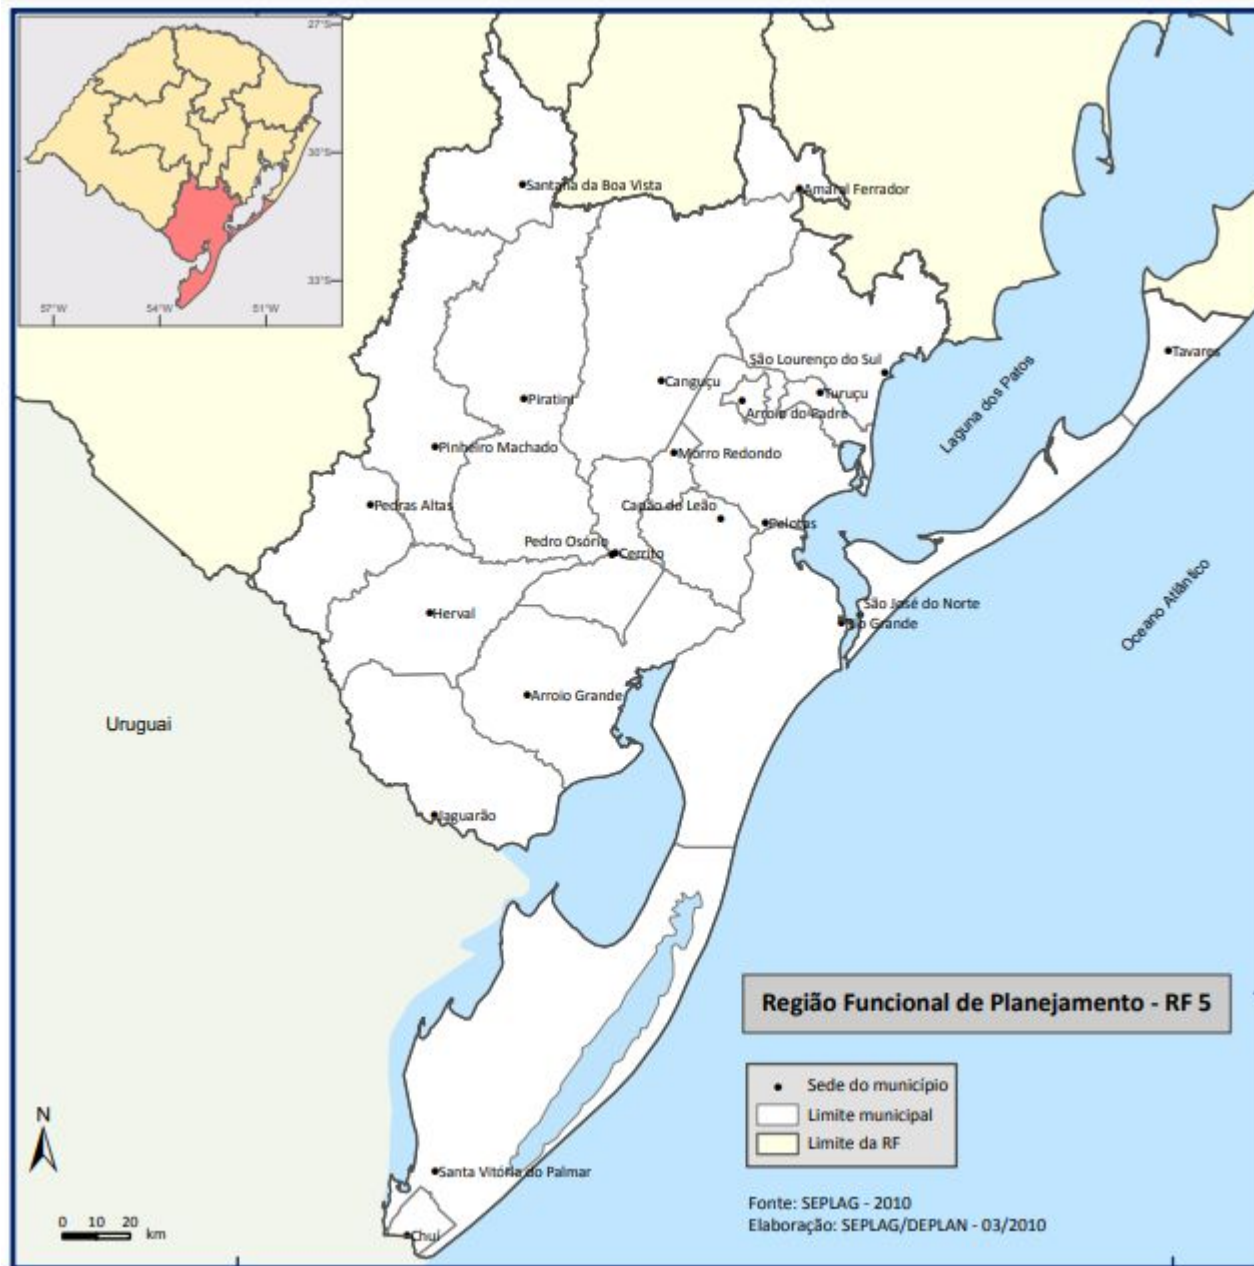 27°S
30°S
33°S
57°W
54°W
51°W
Santana da Boa Vista
Amaral Ferrador
São Lourenço do Sul
Tavares
Canguçu
Turuçu
Piratini
Arroio do Padre
Laguna dos Patos
Pinheiro Machado
Morro Redondo
Pedras Altas
Capão do Leão
Pelotas
Pedro Osório
Cerrito
Oceano Atlântico
Herval
São José do Norte
Rio Grande
Arroio Grande
Uruguai
Jaguarão
Região Funcional de Planejamento - RF 5
Sede do município
Limite municipal
Limite da RF
N
Santa Vitória do Palmar
Fonte: SEPLAG - 2010
Elaboração: SEPLAG/DEPLAN - 03/2010
0 10 20
km
Chuí